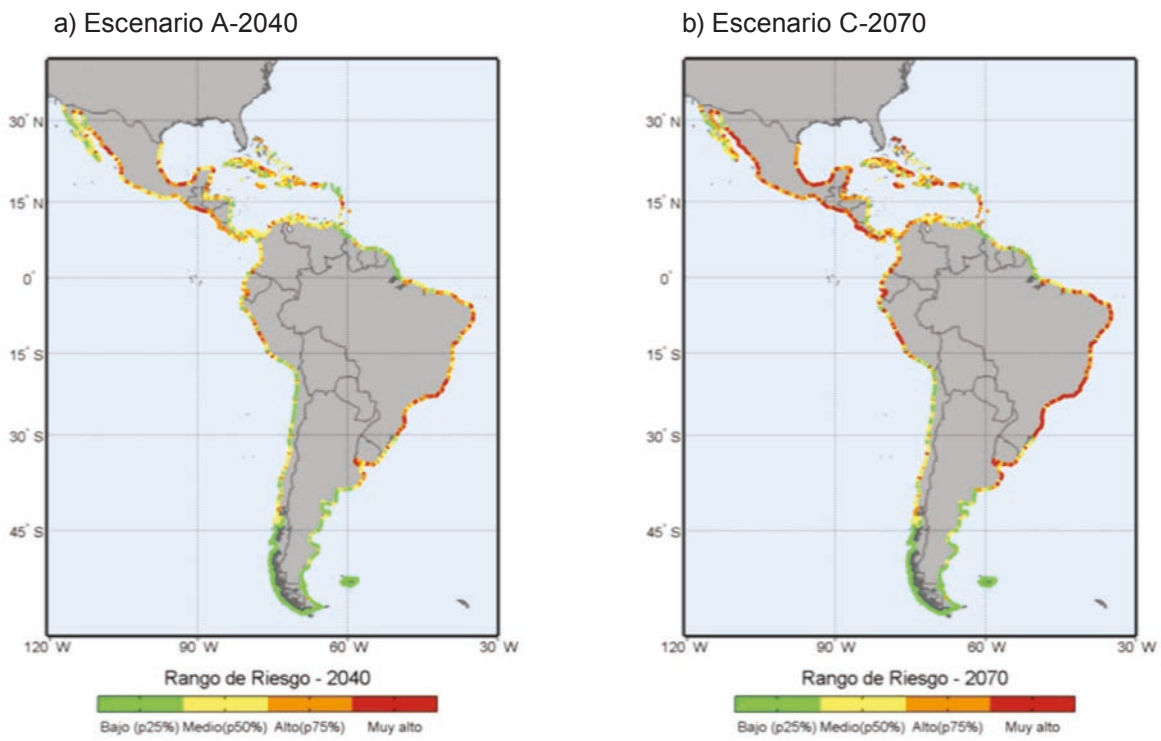 a) Escenario A-2040
b) Escenario C-2070
30° N
15° N
0°
15° S
30° S
45° S
120° W
90° W
60° W
30° W
Rango de Riesgo - 2040
Bajo (p25%) Medio(p50%) Alto(p75%) Muy alto
30° N
15° N
0°
15° S
30° S
45° S
120° W
90° W
60° W
30° W
Rango de Riesgo - 2070
Bajo (p25%) Medio(p50%) Alto(p75%) Muy alto